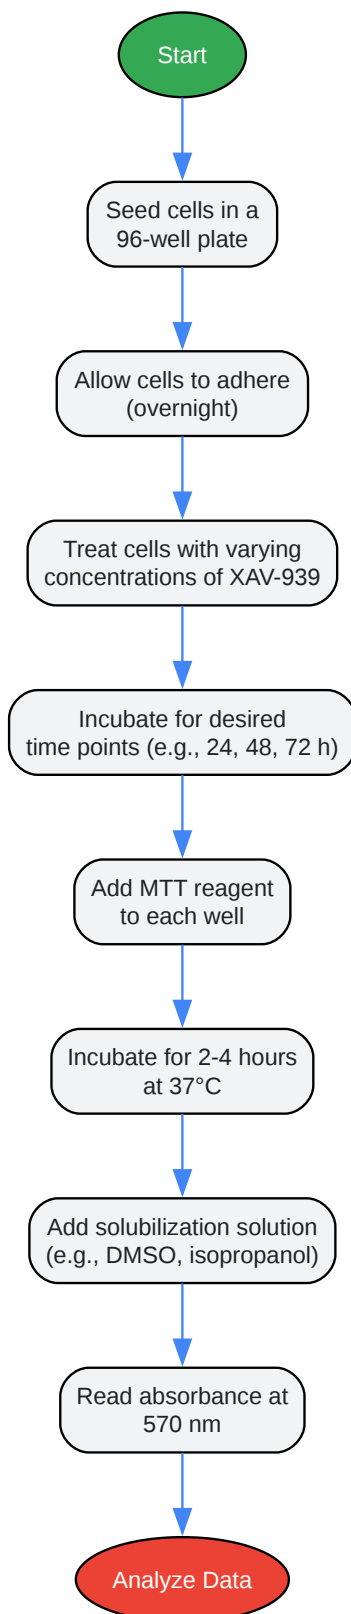 Start
Seed cells in a
96-well plate
Allow cells to adhere
(overnight)
Treat cells with varying
concentrations of XAV-939
Incubate for desired
time points (e.g., 24, 48, 72 h)
Add MTT reagent
to each well
Incubate for 2-4 hours
at 37°C
Add solubilization solution
(e.g., DMSO, isopropanol)
Read absorbance at
570 nm
Analyze Data